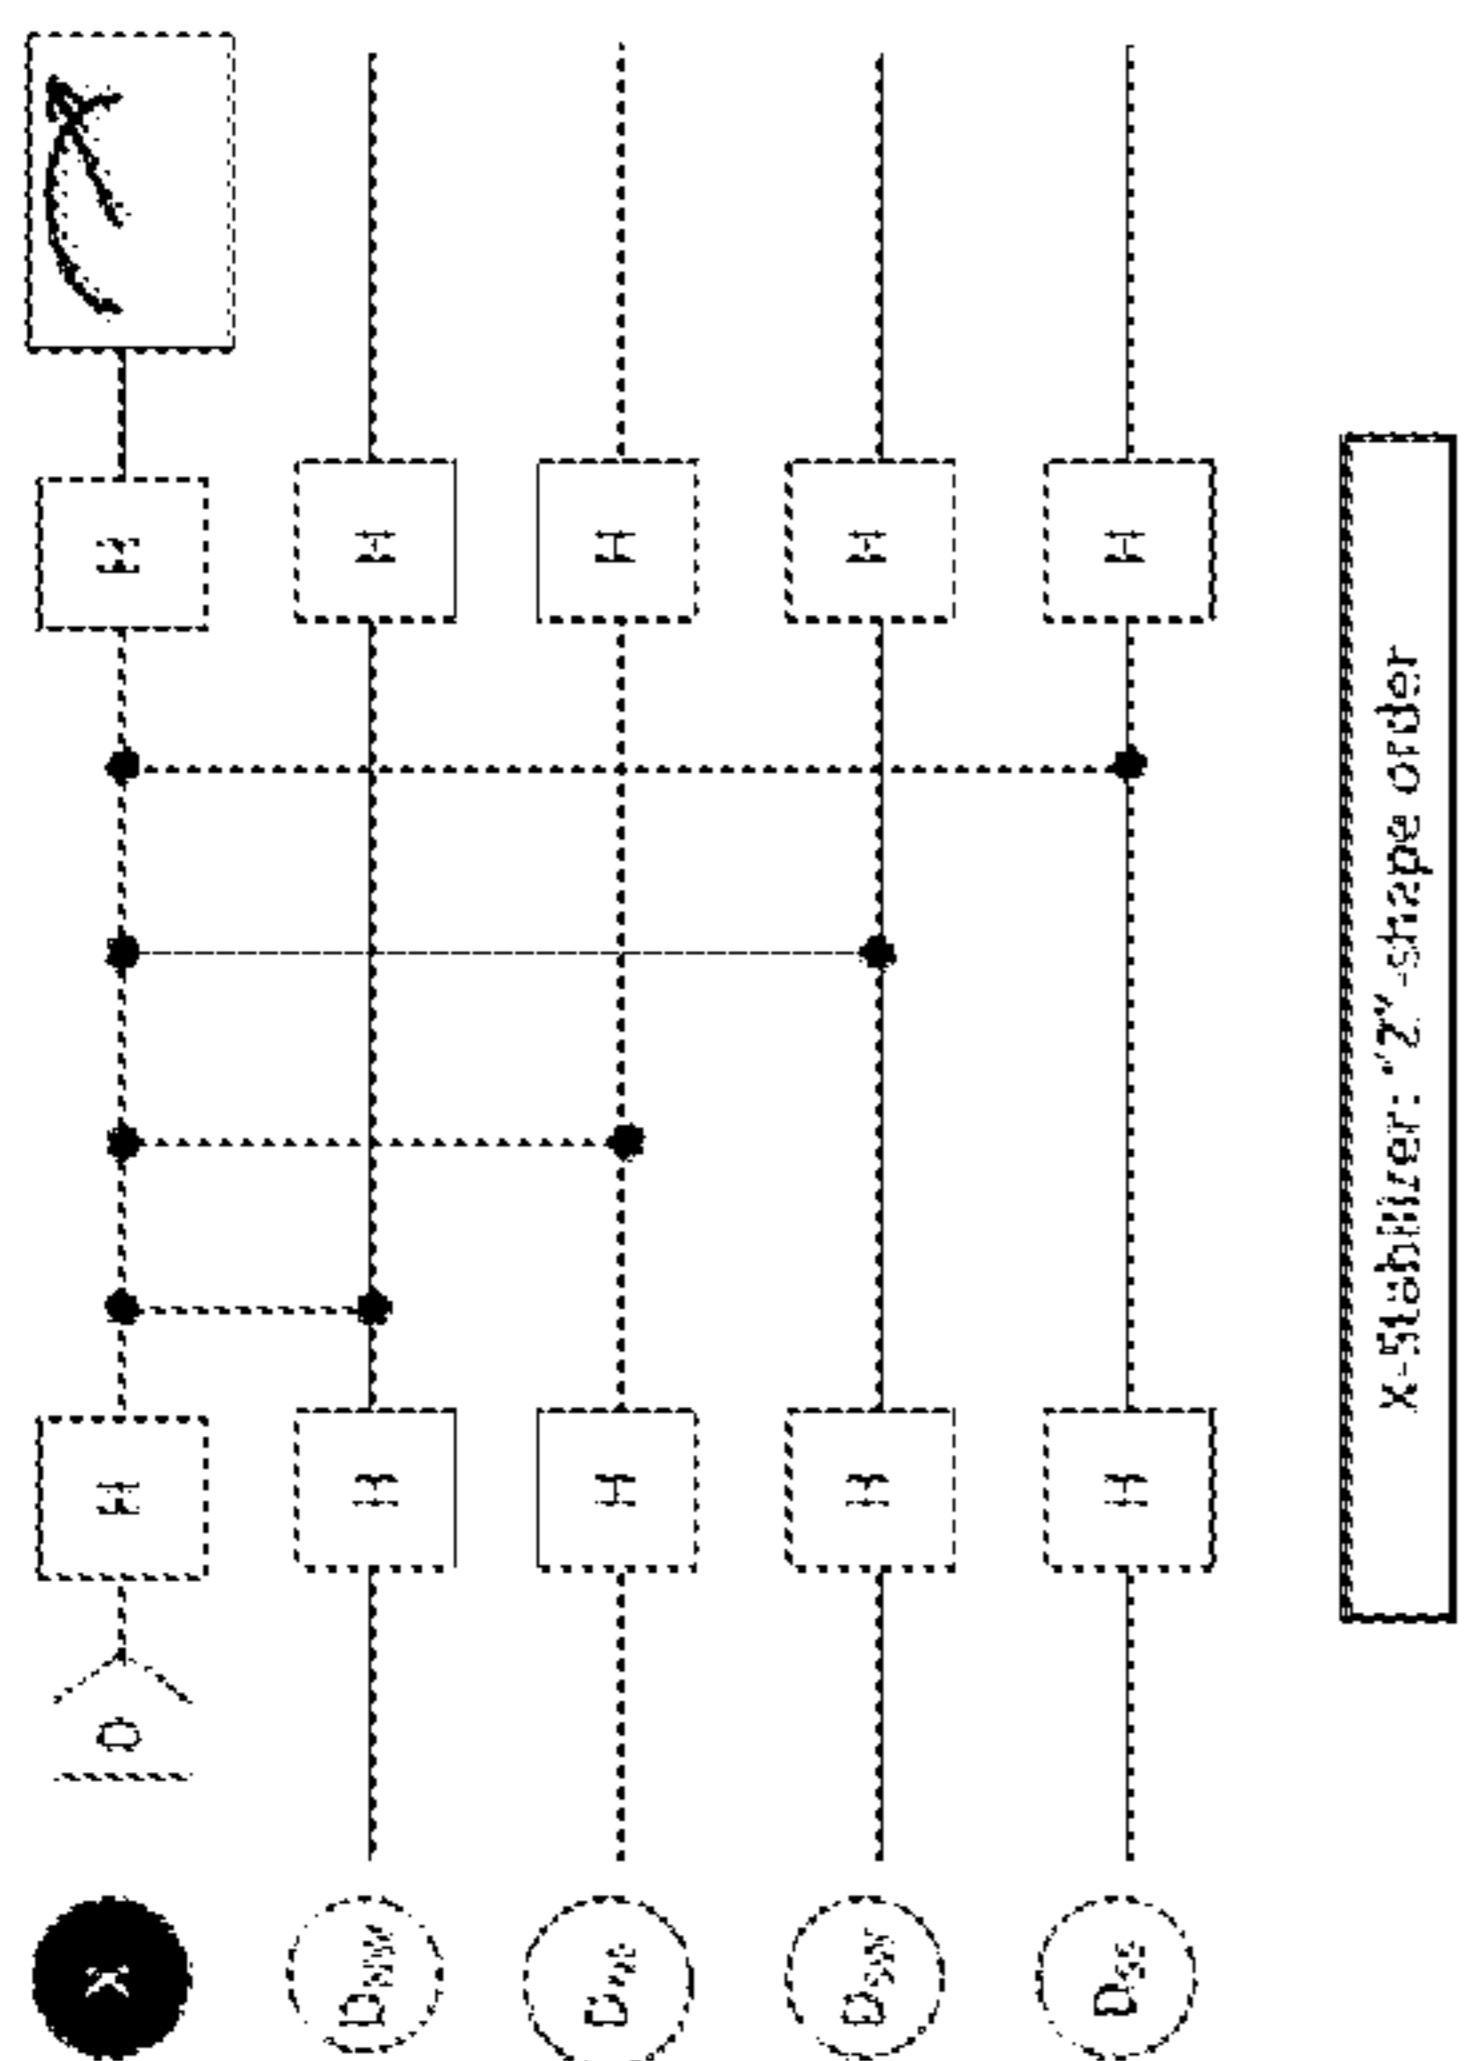 X
|0⟩
H
H
D_NW
H
H
D_NE
H
H
D_SW
H
H
D_SE
H
H
X-Stabilizer: “Z”-shape order